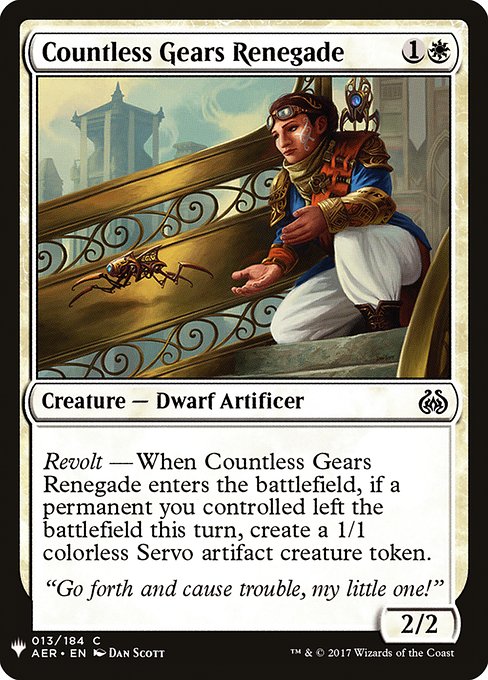 Countless Gears Renegade 1
Creature — Dwarf Artificer
Revolt — When Countless Gears
Renegade enters the battlefield, if a
permanent you controlled left the
battlefield this turn, create a 1/1
colorless Servo artifact creature token.
“Go forth and cause trouble, my little one!”
2/2
013/184 C
AER • EN Dan Scott
™ & © 2017 Wizards of the Coast